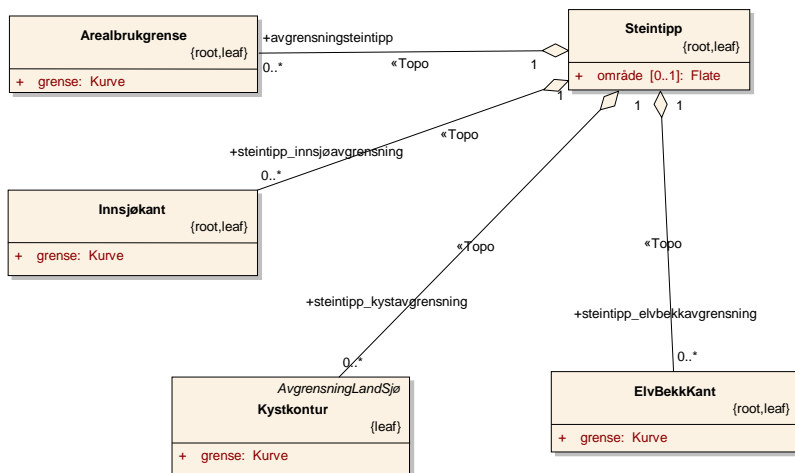 Arealbrukgrense
{root,leaf}
+ grense: Kurve
+avgrensningsteintipp
0..*
«Topo
1
Steintipp
{root,leaf}
+ område [0..1]: Flate
1
1
1
«Topo
+steintipp_innsjøavgrensning
0..*
Innsjøkant
{root,leaf}
+ grense: Kurve
«Topo
«Topo
+steintipp_kystavgrensning
+steintipp_elvbekkavgrensning
0..*
0..*
AvgrensningLandSjø
Kystkontur
{leaf}
+ grense: Kurve
ElvBekkKant
{root,leaf}
+ grense: Kurve